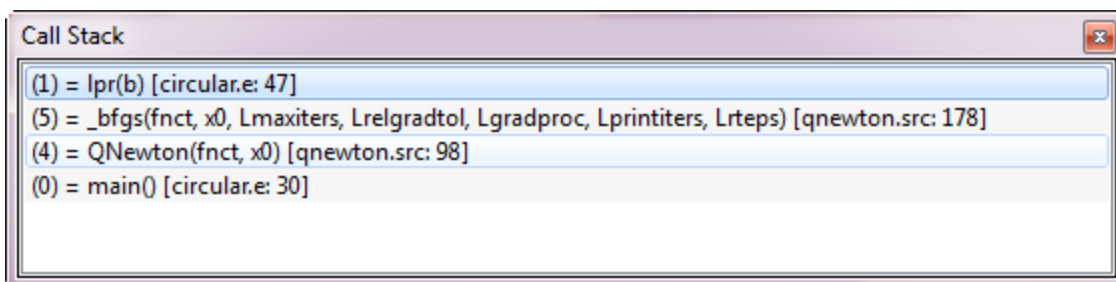 Call Stack
(1) = lpr(b) [circular.e: 47]
(5) = _bfgs(fnct, x0, Lmaxiters, Lrelgradtol, Lgradproc, Lprintiters, Lrteps) [qnewton.src: 178]
(4) = QNewton(fnct, x0) [qnewton.src: 98]
(0) = main() [circular.e: 30]